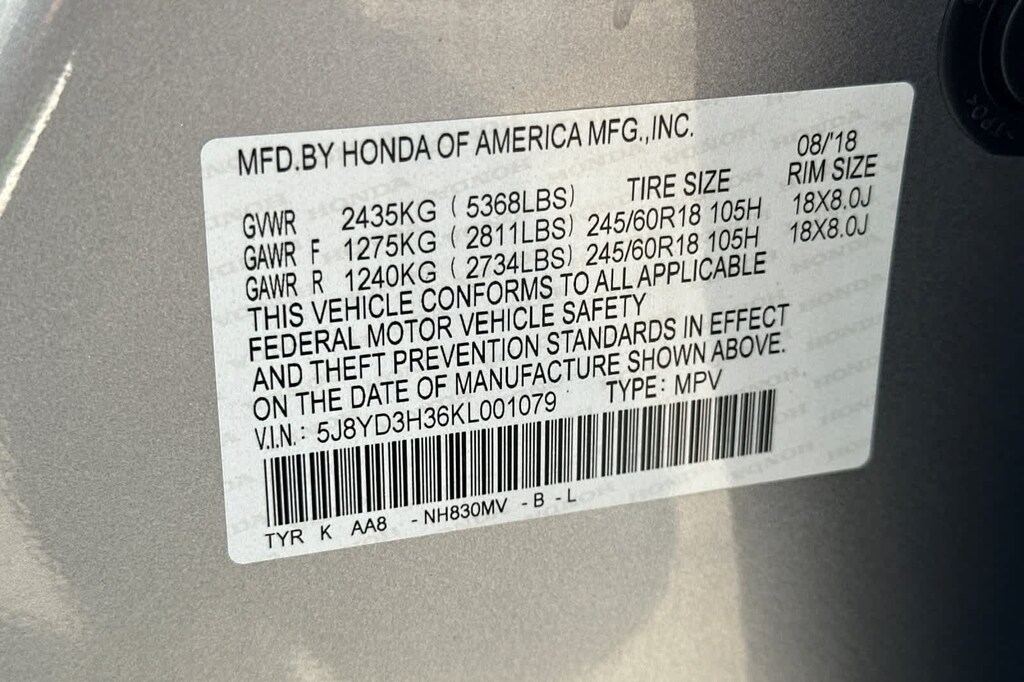 MFD.BY HONDA OF AMERICA MFG.,INC. 08/'18
GVWR 2435KG ( 5368LBS) TIRE SIZE RIM SIZE
GAWR F 1275KG ( 2811LBS) 245/60R18 105H 18X8.0J
GAWR R 1240KG ( 2734LBS) 245/60R18 105H 18X8.0J
THIS VEHICLE CONFORMS TO ALL APPLICABLE
FEDERAL MOTOR VEHICLE SAFETY
AND THEFT PREVENTION STANDARDS IN EFFECT
ON THE DATE OF MANUFACTURE SHOWN ABOVE.
V.I.N.: 5J8YD3H36KL001079 TYPE: MPV
TYR K AA8 - NH830MV - B - L